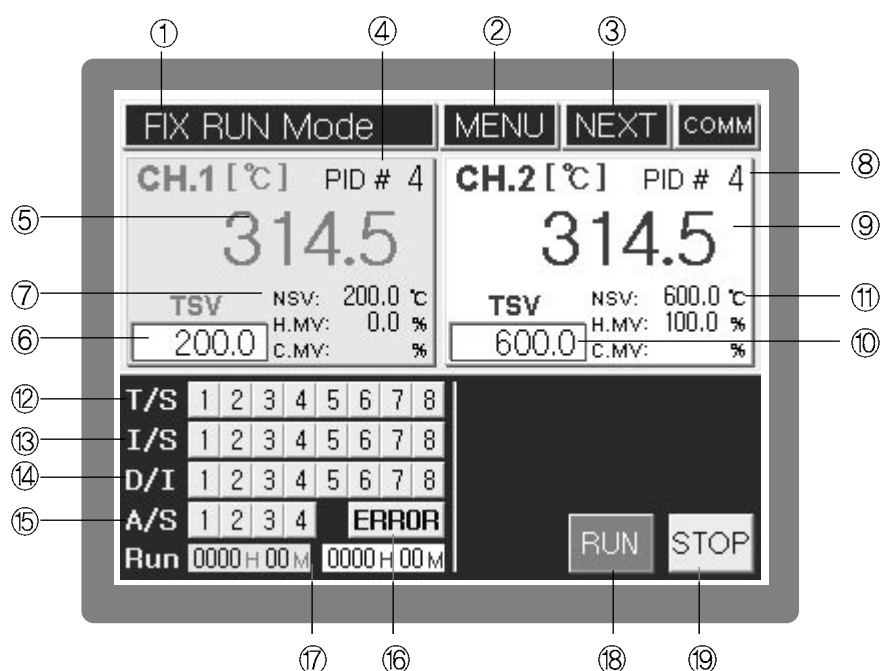 ① ④ ② ③
FIX RUN Mode MENU NEXT COMM
CH.1 [℃] PID # 4 CH.2 [℃] PID # 4 ⑧
⑤ 314.5 314.5 ⑨
⑦ NSV: 200.0 ℃ NSV: 600.0 ℃ ⑪
TSV H.MV: 0.0 % TSV H.MV: 100.0 %
⑥ 200.0 C.MV: % 600.0 C.MV: % ⑩
⑫ T/S 1 2 3 4 5 6 7 8
⑬ I/S 1 2 3 4 5 6 7 8
⑭ D/I 1 2 3 4 5 6 7 8
⑮ A/S 1 2 3 4 ERROR
Run 0000 H 00 M 0000 H 00 M RUN STOP
⑰ ⑯ ⑱ ⑲